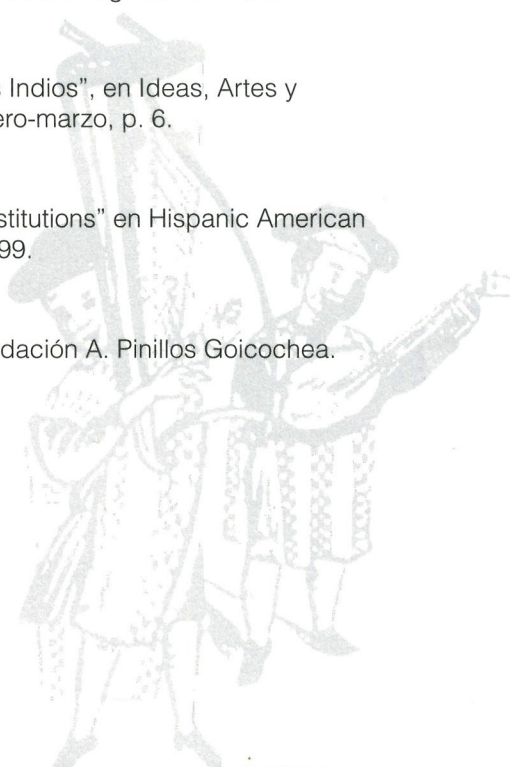 s Indios”, en Ideas, Artes y
ero-marzo, p. 6.
stitutions” en Hispanic American
99.
dación A. Pinillos Goicochea.